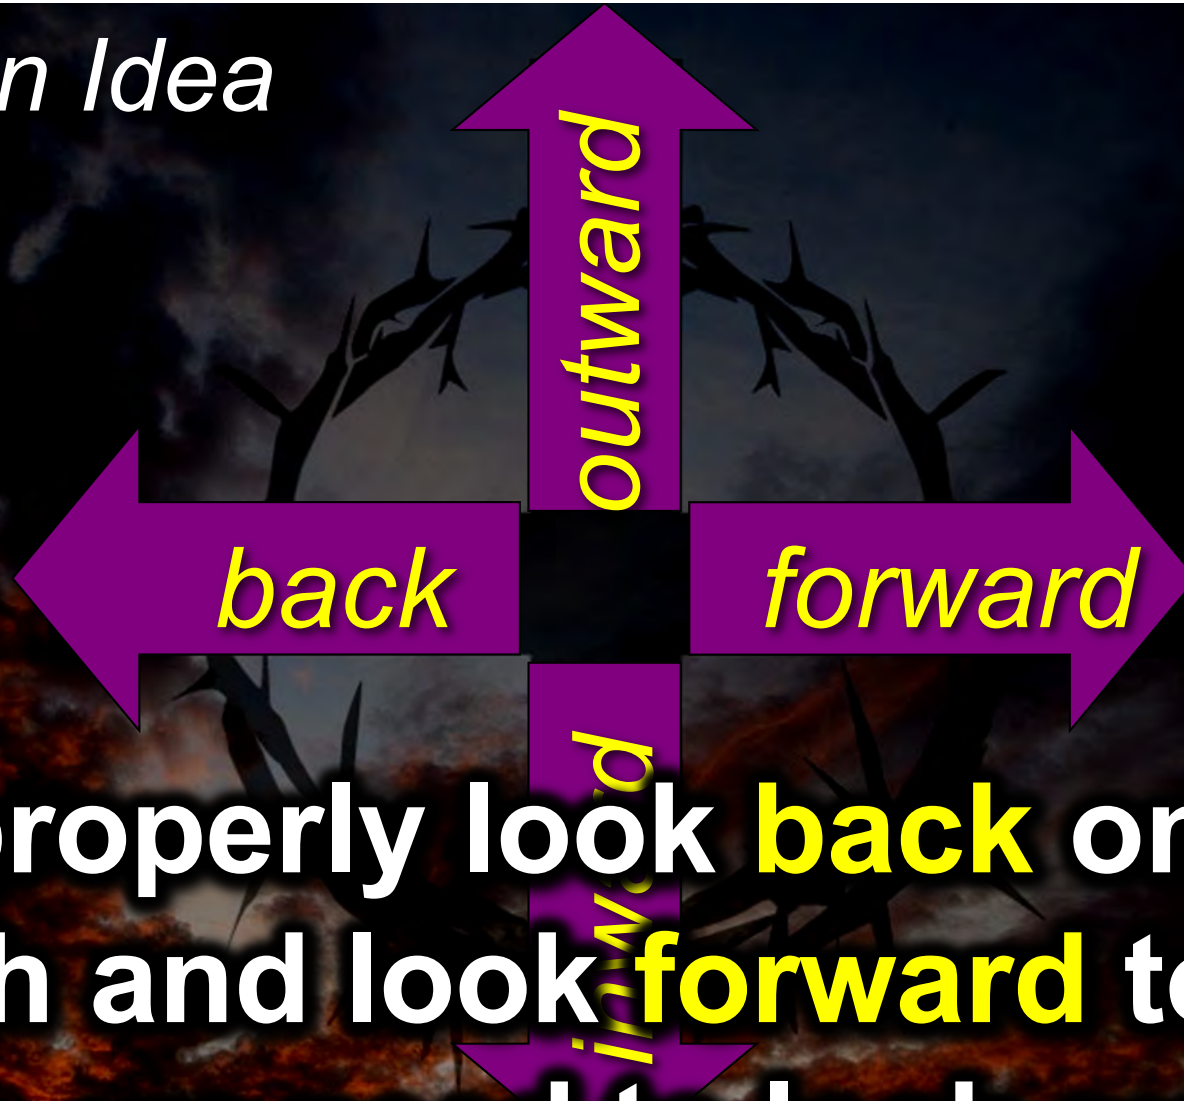 n Idea
outward
back
forward
inward
properly look back on
h and look forward to